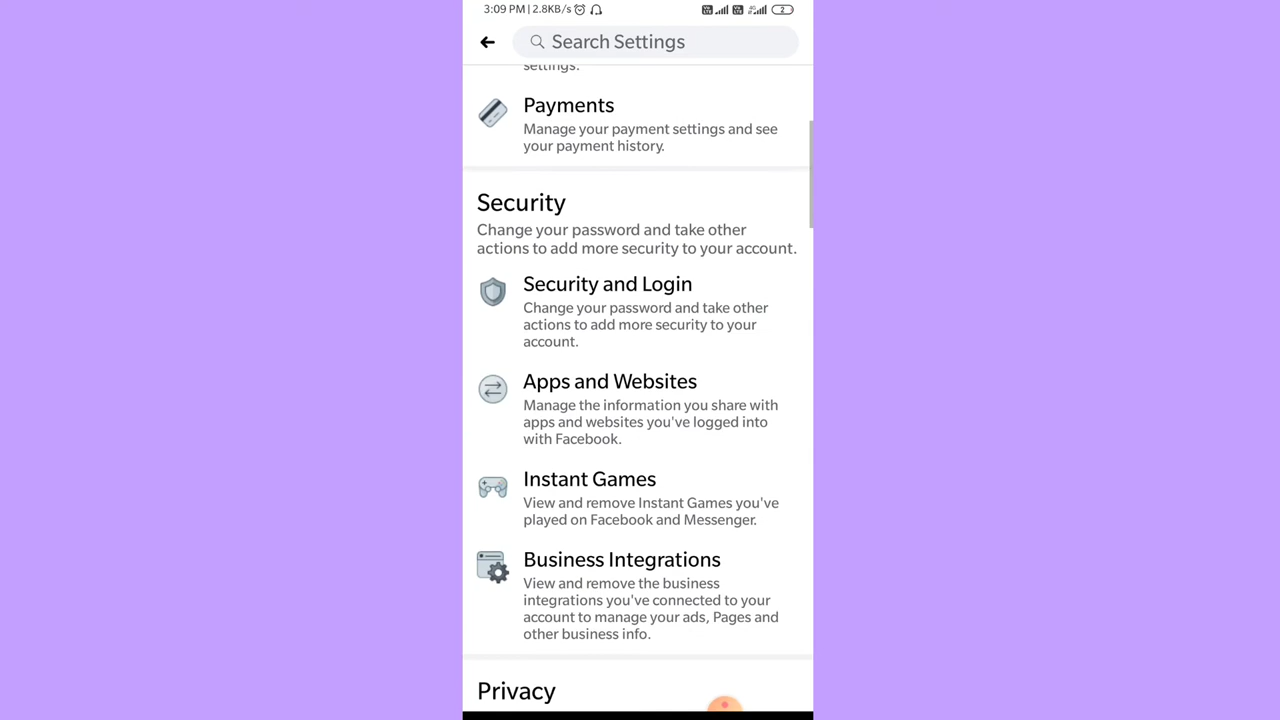 3:09 PM | 2.8KB/s
2
Search Settings
settings.
Payments
Manage your payment settings and see
your payment history.
Security
Change your password and take other
actions to add more security to your account.
Security and Login
Change your password and take other
actions to add more security to your
account.
Apps and Websites
Manage the information you share with
apps and websites you've logged into
with Facebook.
Instant Games
View and remove Instant Games you've
played on Facebook and Messenger.
Business Integrations
View and remove the business
integrations you've connected to your
account to manage your ads, Pages and
other business info.
Privacy